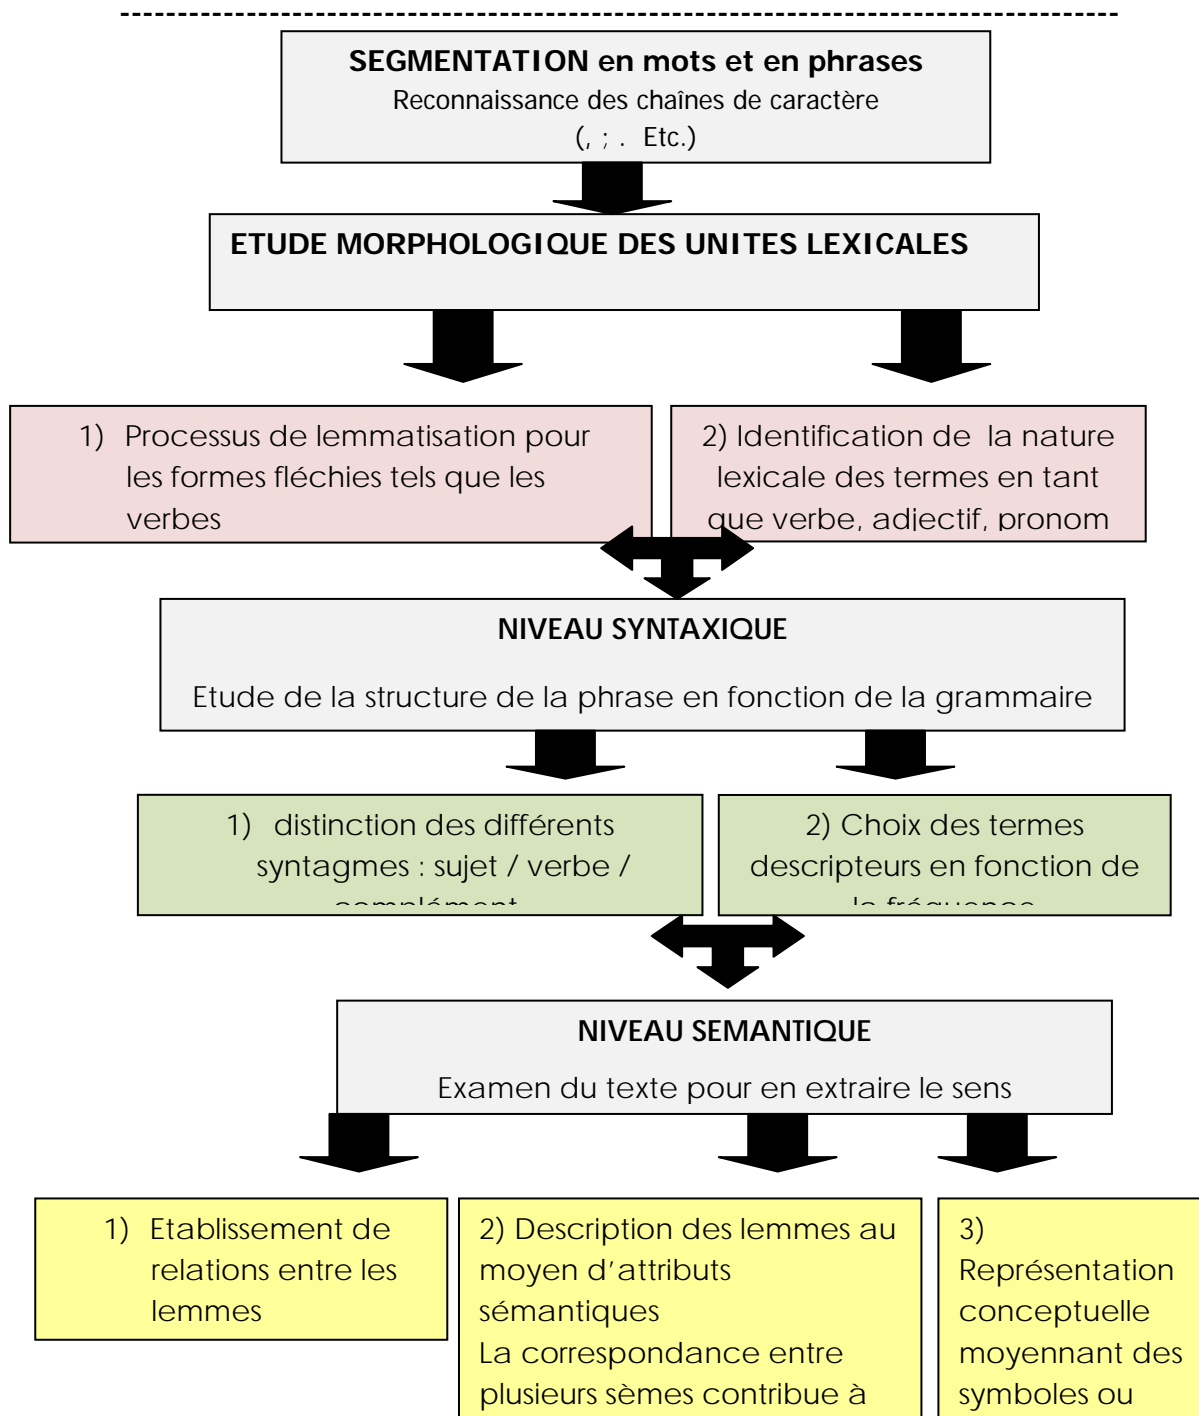 SEGMENTATION en mots et en phrases
Reconnaissance des chaînes de caractère
(, ; . Etc.)
ETUDE MORPHOLOGIQUE DES UNITES LEXICALES
1) Processus de lemmatisation pour
les formes fléchies tels que les
verbes
2) Identification de la nature
lexicale des termes en tant
que verbe, adjectif, pronom
NIVEAU SYNTAXIQUE
Etude de la structure de la phrase en fonction de la grammaire
1) distinction des différents
syntagmes : sujet / verbe /
complément
2) Choix des termes
descripteurs en fonction de
la fréquence
NIVEAU SEMANTIQUE
Examen du texte pour en extraire le sens
1) Etablissement de
relations entre les
lemmes
2) Description des lemmes au
moyen d'attributs
sémantiques
La correspondance entre
plusieurs sèmes contribue à
3)
Représentation
conceptuelle
moyennant des
symboles ou